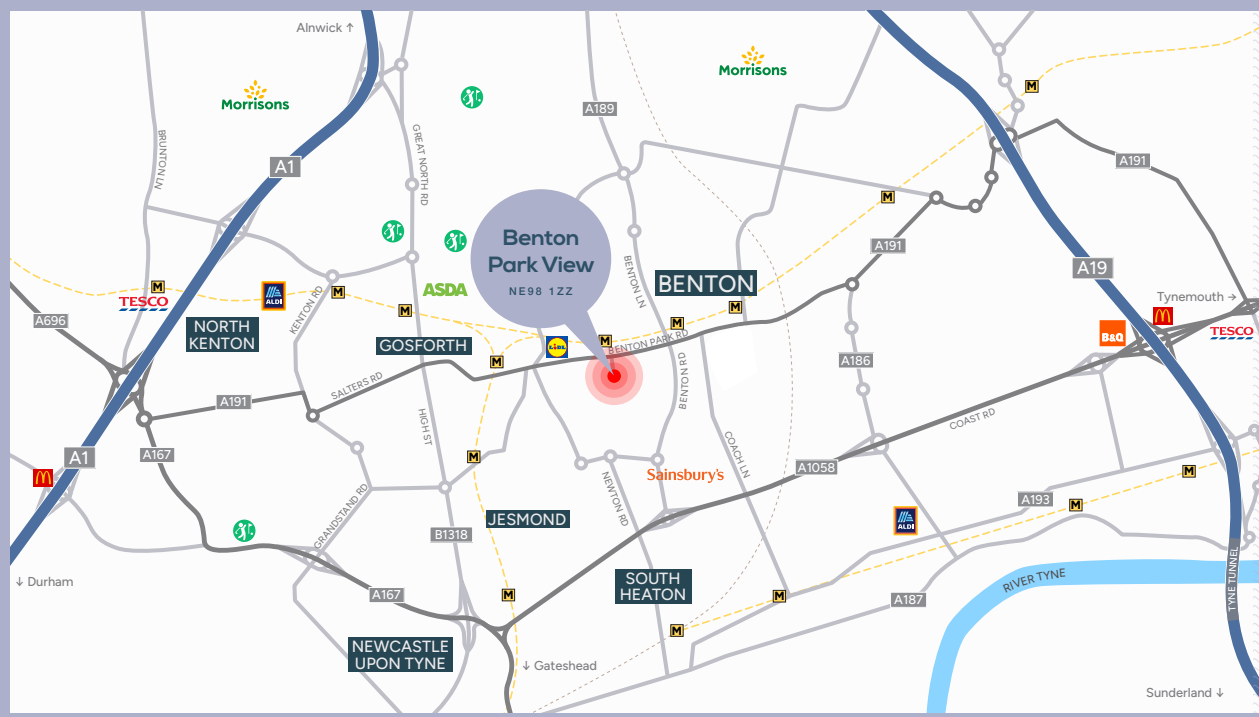 Alnwick ↑
Morrisons
Morrisons
A189
BRUNTON LN
GREAT NORTH RD
A1
A191
Benton
Park View
NE98 1ZZ
A191
BENTON LN
BENTON
A19
Tynemouth →
TESCO
ALDI
KENTON RD
ASDA
M
M
M
M
M
M
M
M
M
A696
NORTH
KENTON
GOSFORTH
LIDL
BENTON PARK RD
B&Q
TESCO
A186
SALTERS RD
BENTON RD
A191
HIGH ST
COAST RD
COACH LN
A1
A167
M
Sainsbury's
A1058
M
NEWTON RD
GRANDSTAND RD
A193
M
JESMOND
ALDI
B1318
↓ Durham
SOUTH
HEATON
RIVER TYNE
TYNE TUNNEL
A167
M
M
A187
M
NEWCASTLE
UPON TYNE
↓ Gateshead
Sunderland ↓